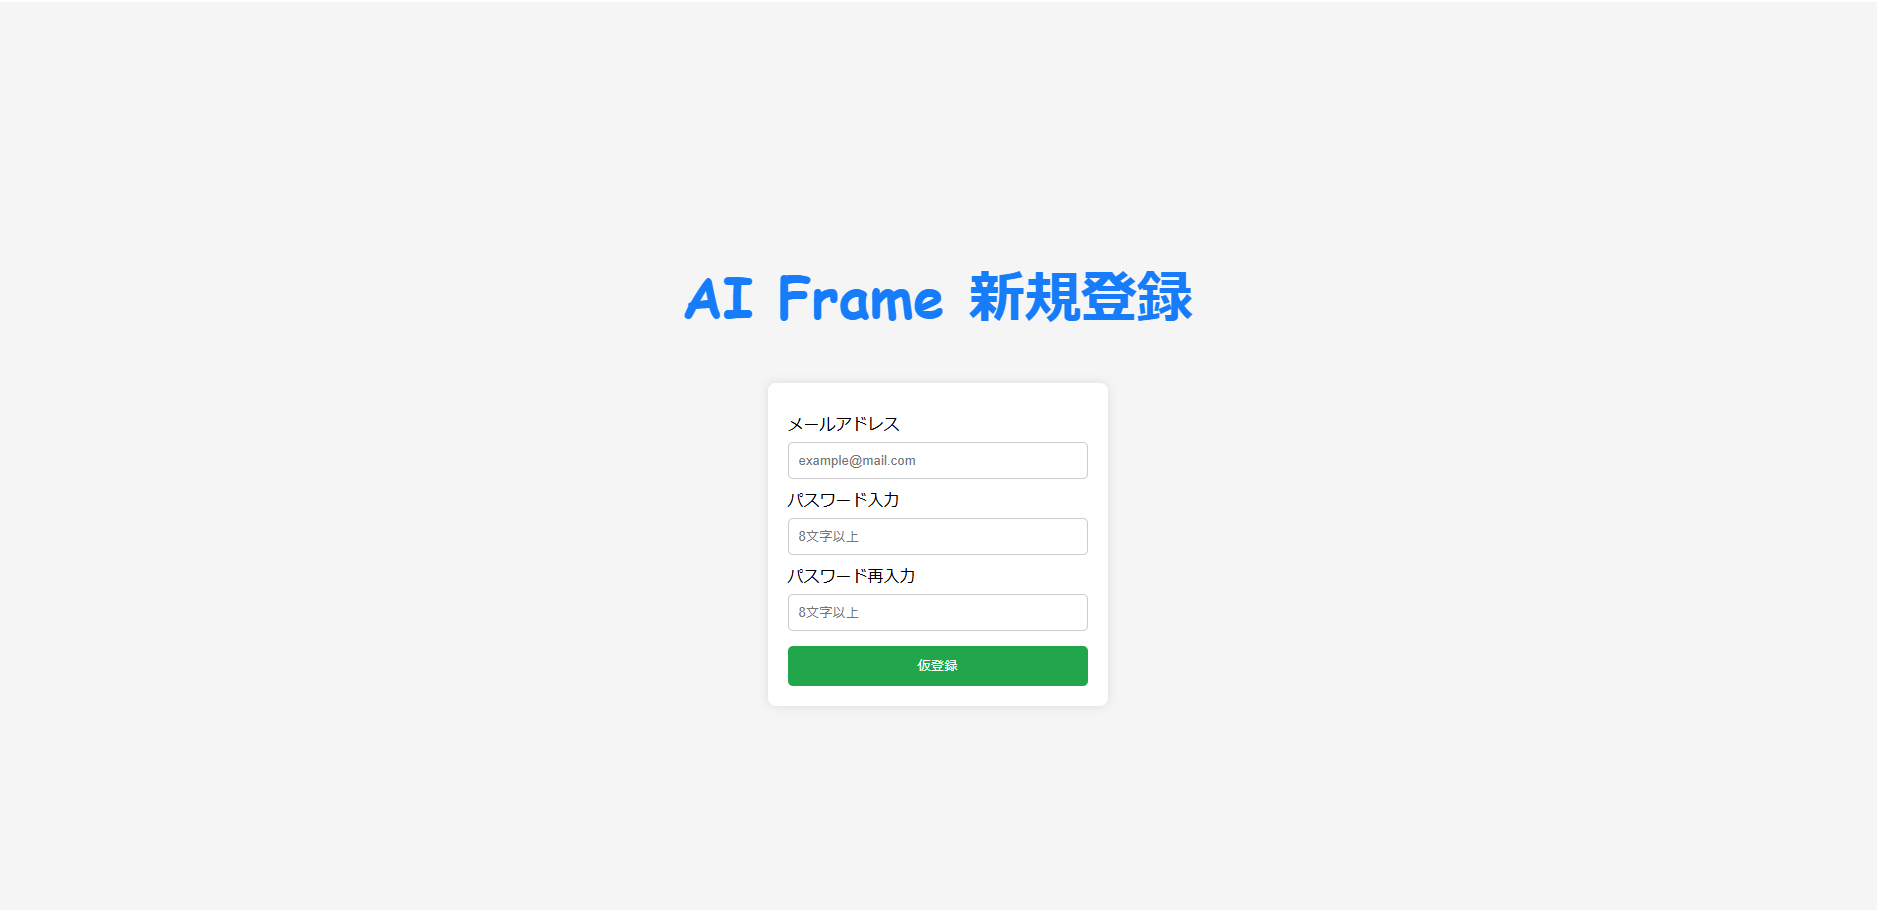 AI Frame 新規登録
メールアドレス
example@mail.com
パスワード入力
8文字以上
パスワード再入力
8文字以上
仮登録